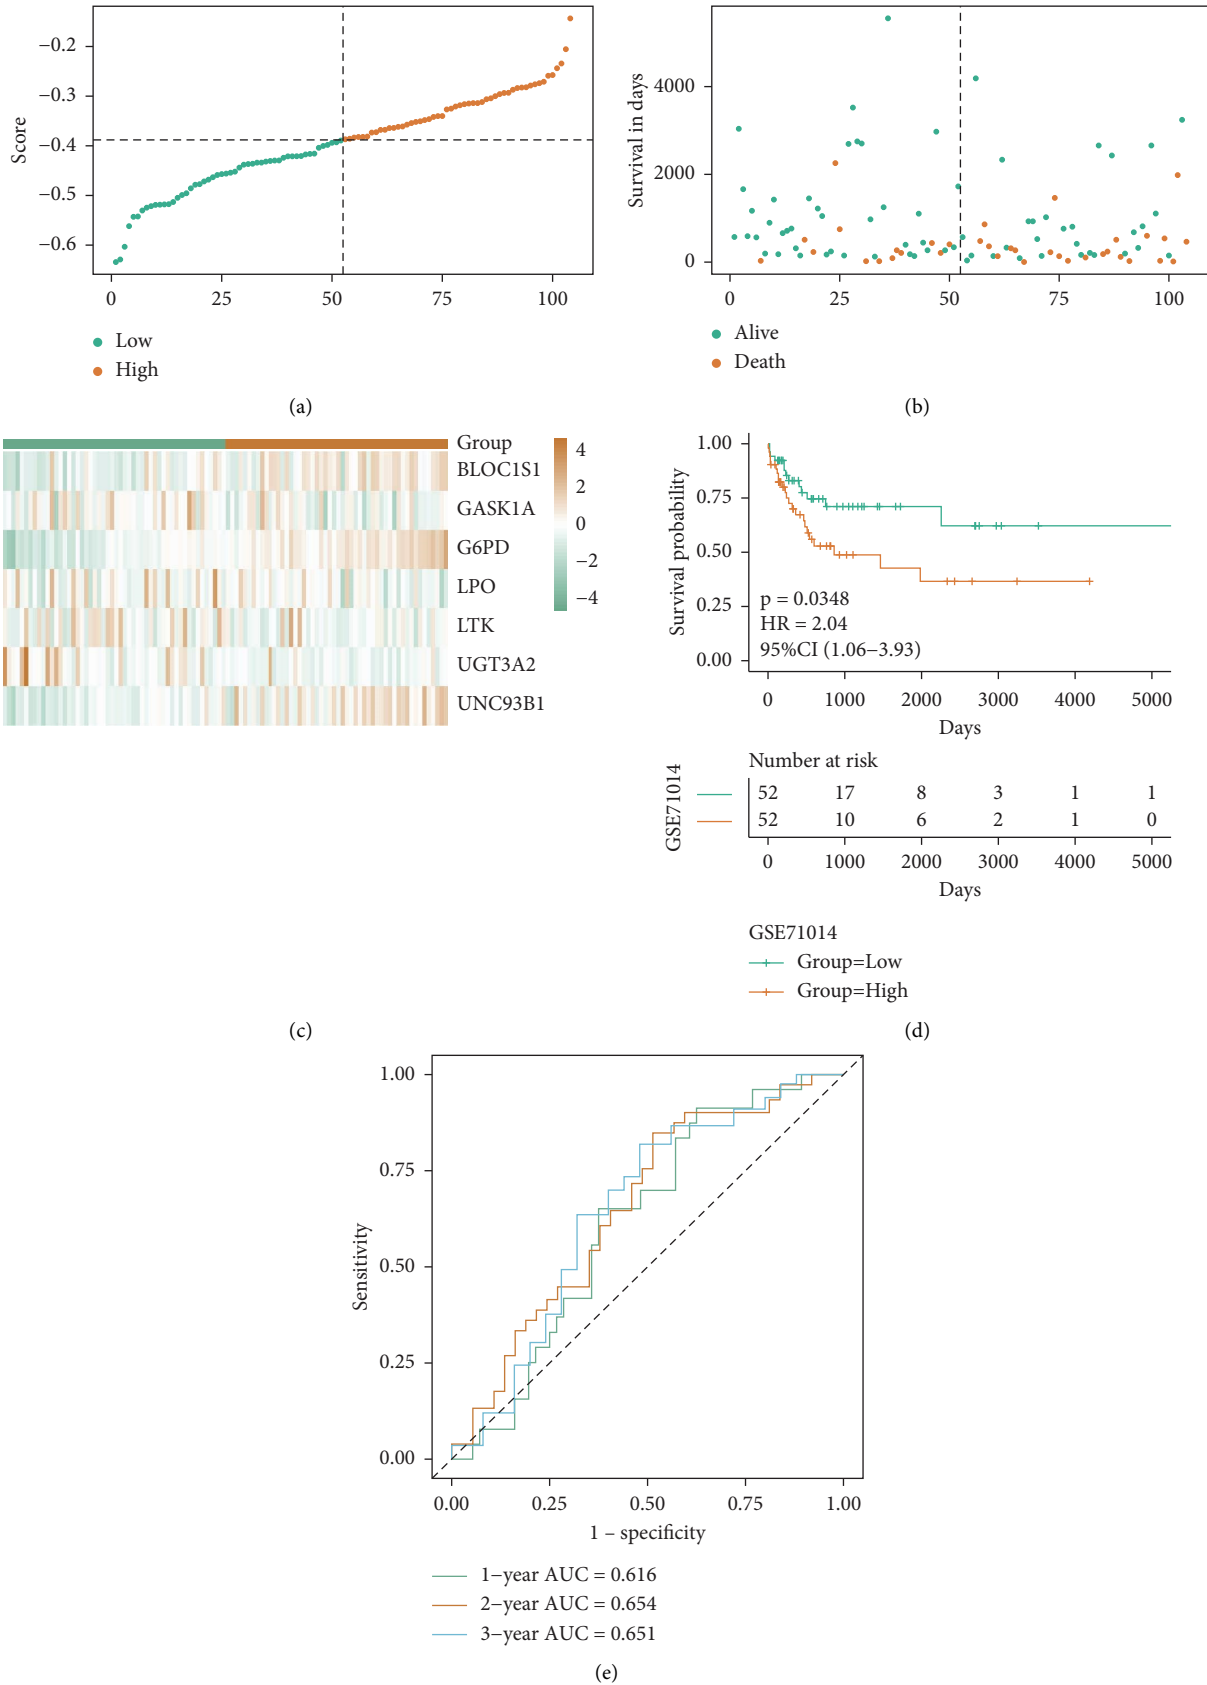 Score
−0.2
−0.3
−0.4
−0.5
−0.6
0 25 50 75 100
Low
High
(a)
Survival in days
4000
2000
0
0 25 50 75 100
Alive
Death
(b)
Group
BLOC1S1
GASK1A
G6PD
LPO
LTK
UGT3A2
UNC93B1
4
2
0
−2
−4
(c)
Survival probability
1.00
0.75
0.50
0.25
0.00
p = 0.0348
HR = 2.04
95%CI (1.06−3.93)
0 1000 2000 3000 4000 5000
Days
Number at risk
GSE71014
52 17 8 3 1 1
52 10 6 2 1 0
0 1000 2000 3000 4000 5000
Days
GSE71014
Group=Low
Group=High
(d)
Sensitivity
1.00
0.75
0.50
0.25
0.00
0.00 0.25 0.50 0.75 1.00
1 – specificity
1−year AUC = 0.616
2−year AUC = 0.654
3−year AUC = 0.651
(e)